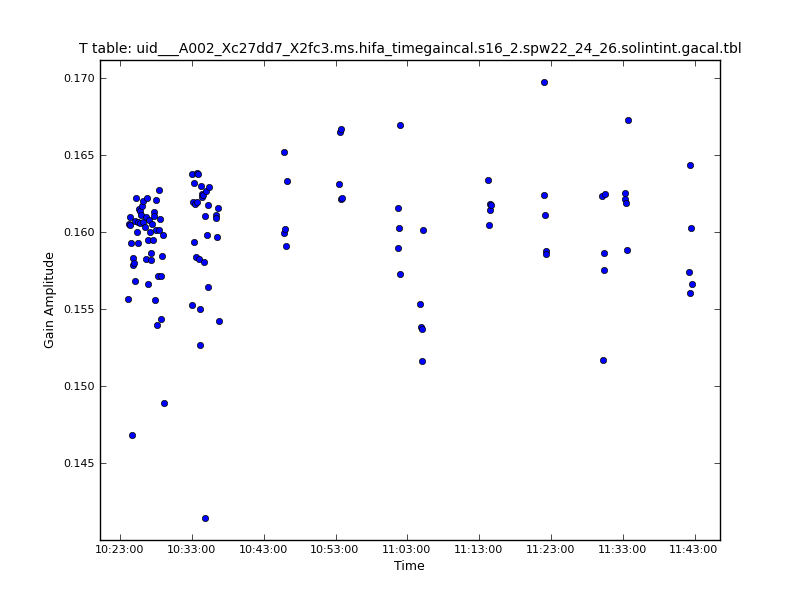 T table: uid___A002_Xc27dd7_X2fc3.ms.hifa_timegaincal.s16_2.spw22_24_26.solintint.gacal.tbl
0.170
0.165
0.160
0.155
0.150
0.145
Gain Amplitude
10:23:00 10:33:00 10:43:00 10:53:00 11:03:00 11:13:00 11:23:00 11:33:00 11:43:00
Time